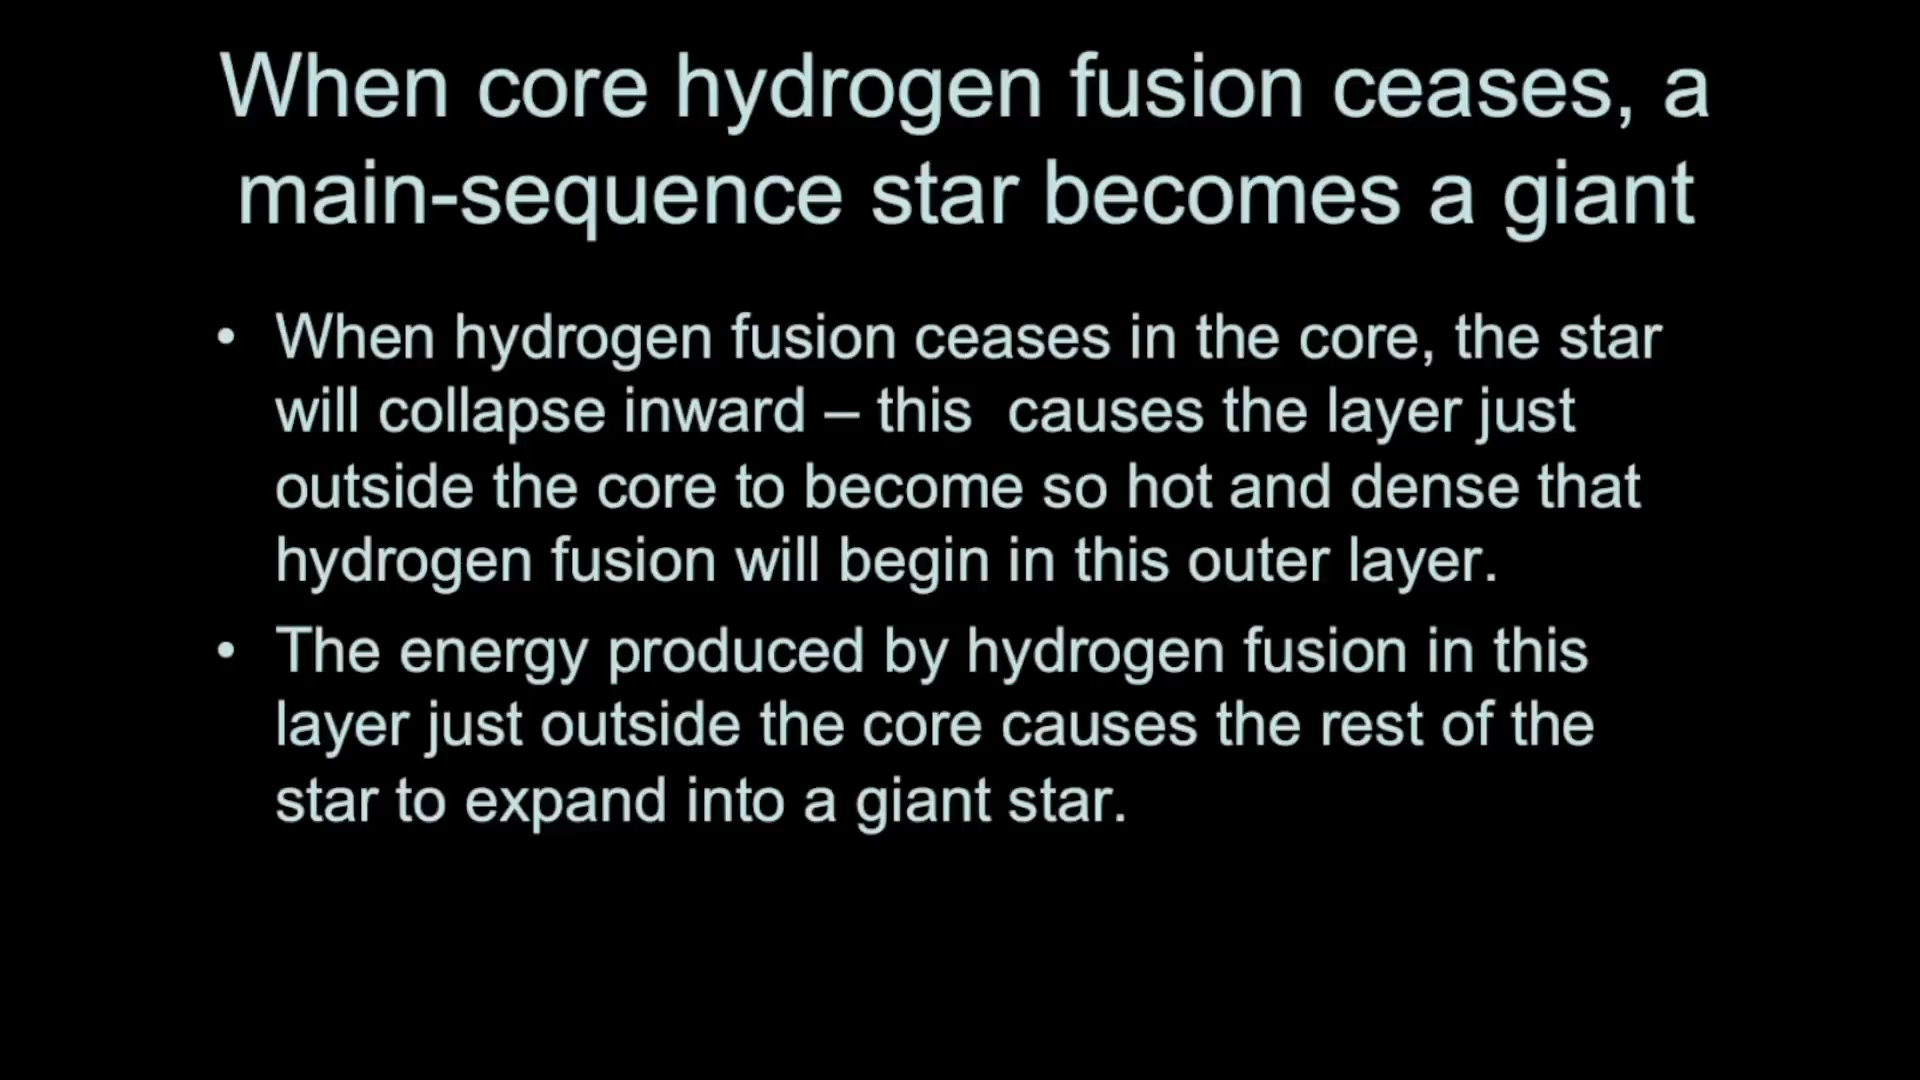 When core hydrogen fusion ceases, a
main-sequence star becomes a giant
• When hydrogen fusion ceases in the core, the star
will collapse inward – this  causes the layer just
outside the core to become so hot and dense that
hydrogen fusion will begin in this outer layer.
• The energy produced by hydrogen fusion in this
layer just outside the core causes the rest of the
star to expand into a giant star.